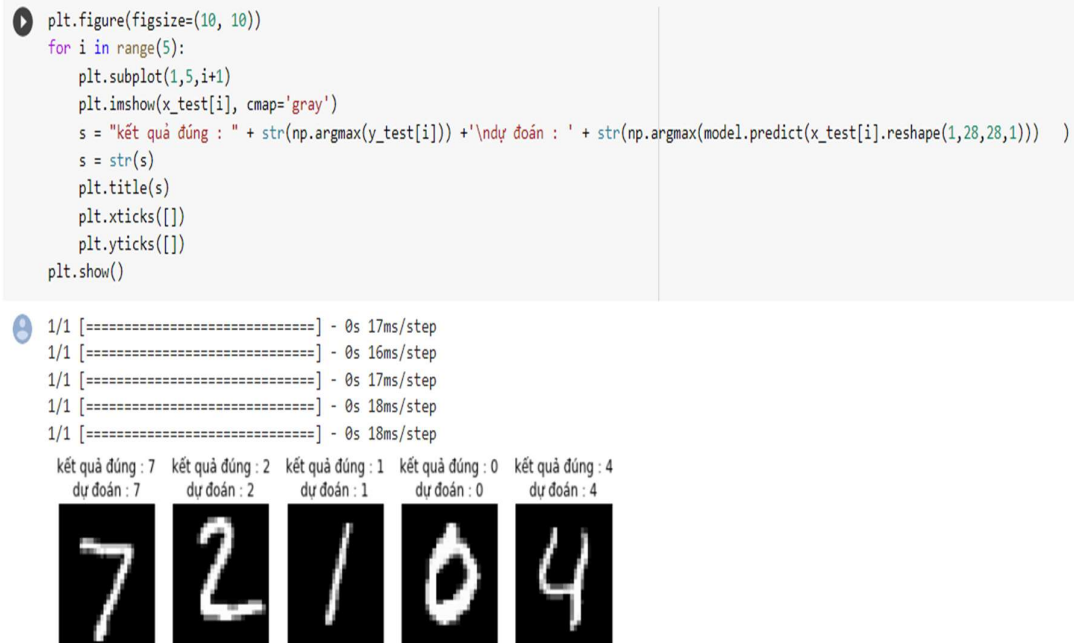 plt.figure(figsize=(10, 10))
for i in range(5):
    plt.subplot(1,5,i+1)
    plt.imshow(x_test[i], cmap='gray')
    s = "kết quả đúng : " + str(np.argmax(y_test[i])) +'\ndự đoán : ' + str(np.argmax(model.predict(x_test[i].reshape(1,28,28,1)))   )
    s = str(s)
    plt.title(s)
    plt.xticks([])
    plt.yticks([])
plt.show()
1/1 [==============================] - 0s 17ms/step
1/1 [==============================] - 0s 16ms/step
1/1 [==============================] - 0s 17ms/step
1/1 [==============================] - 0s 18ms/step
1/1 [==============================] - 0s 18ms/step
kết quả đúng : 7 kết quả đúng : 2 kết quả đúng : 1 kết quả đúng : 0 kết quả đúng : 4
dự đoán : 7 dự đoán : 2 dự đoán : 1 dự đoán : 0 dự đoán : 4
7 2 1 0 4